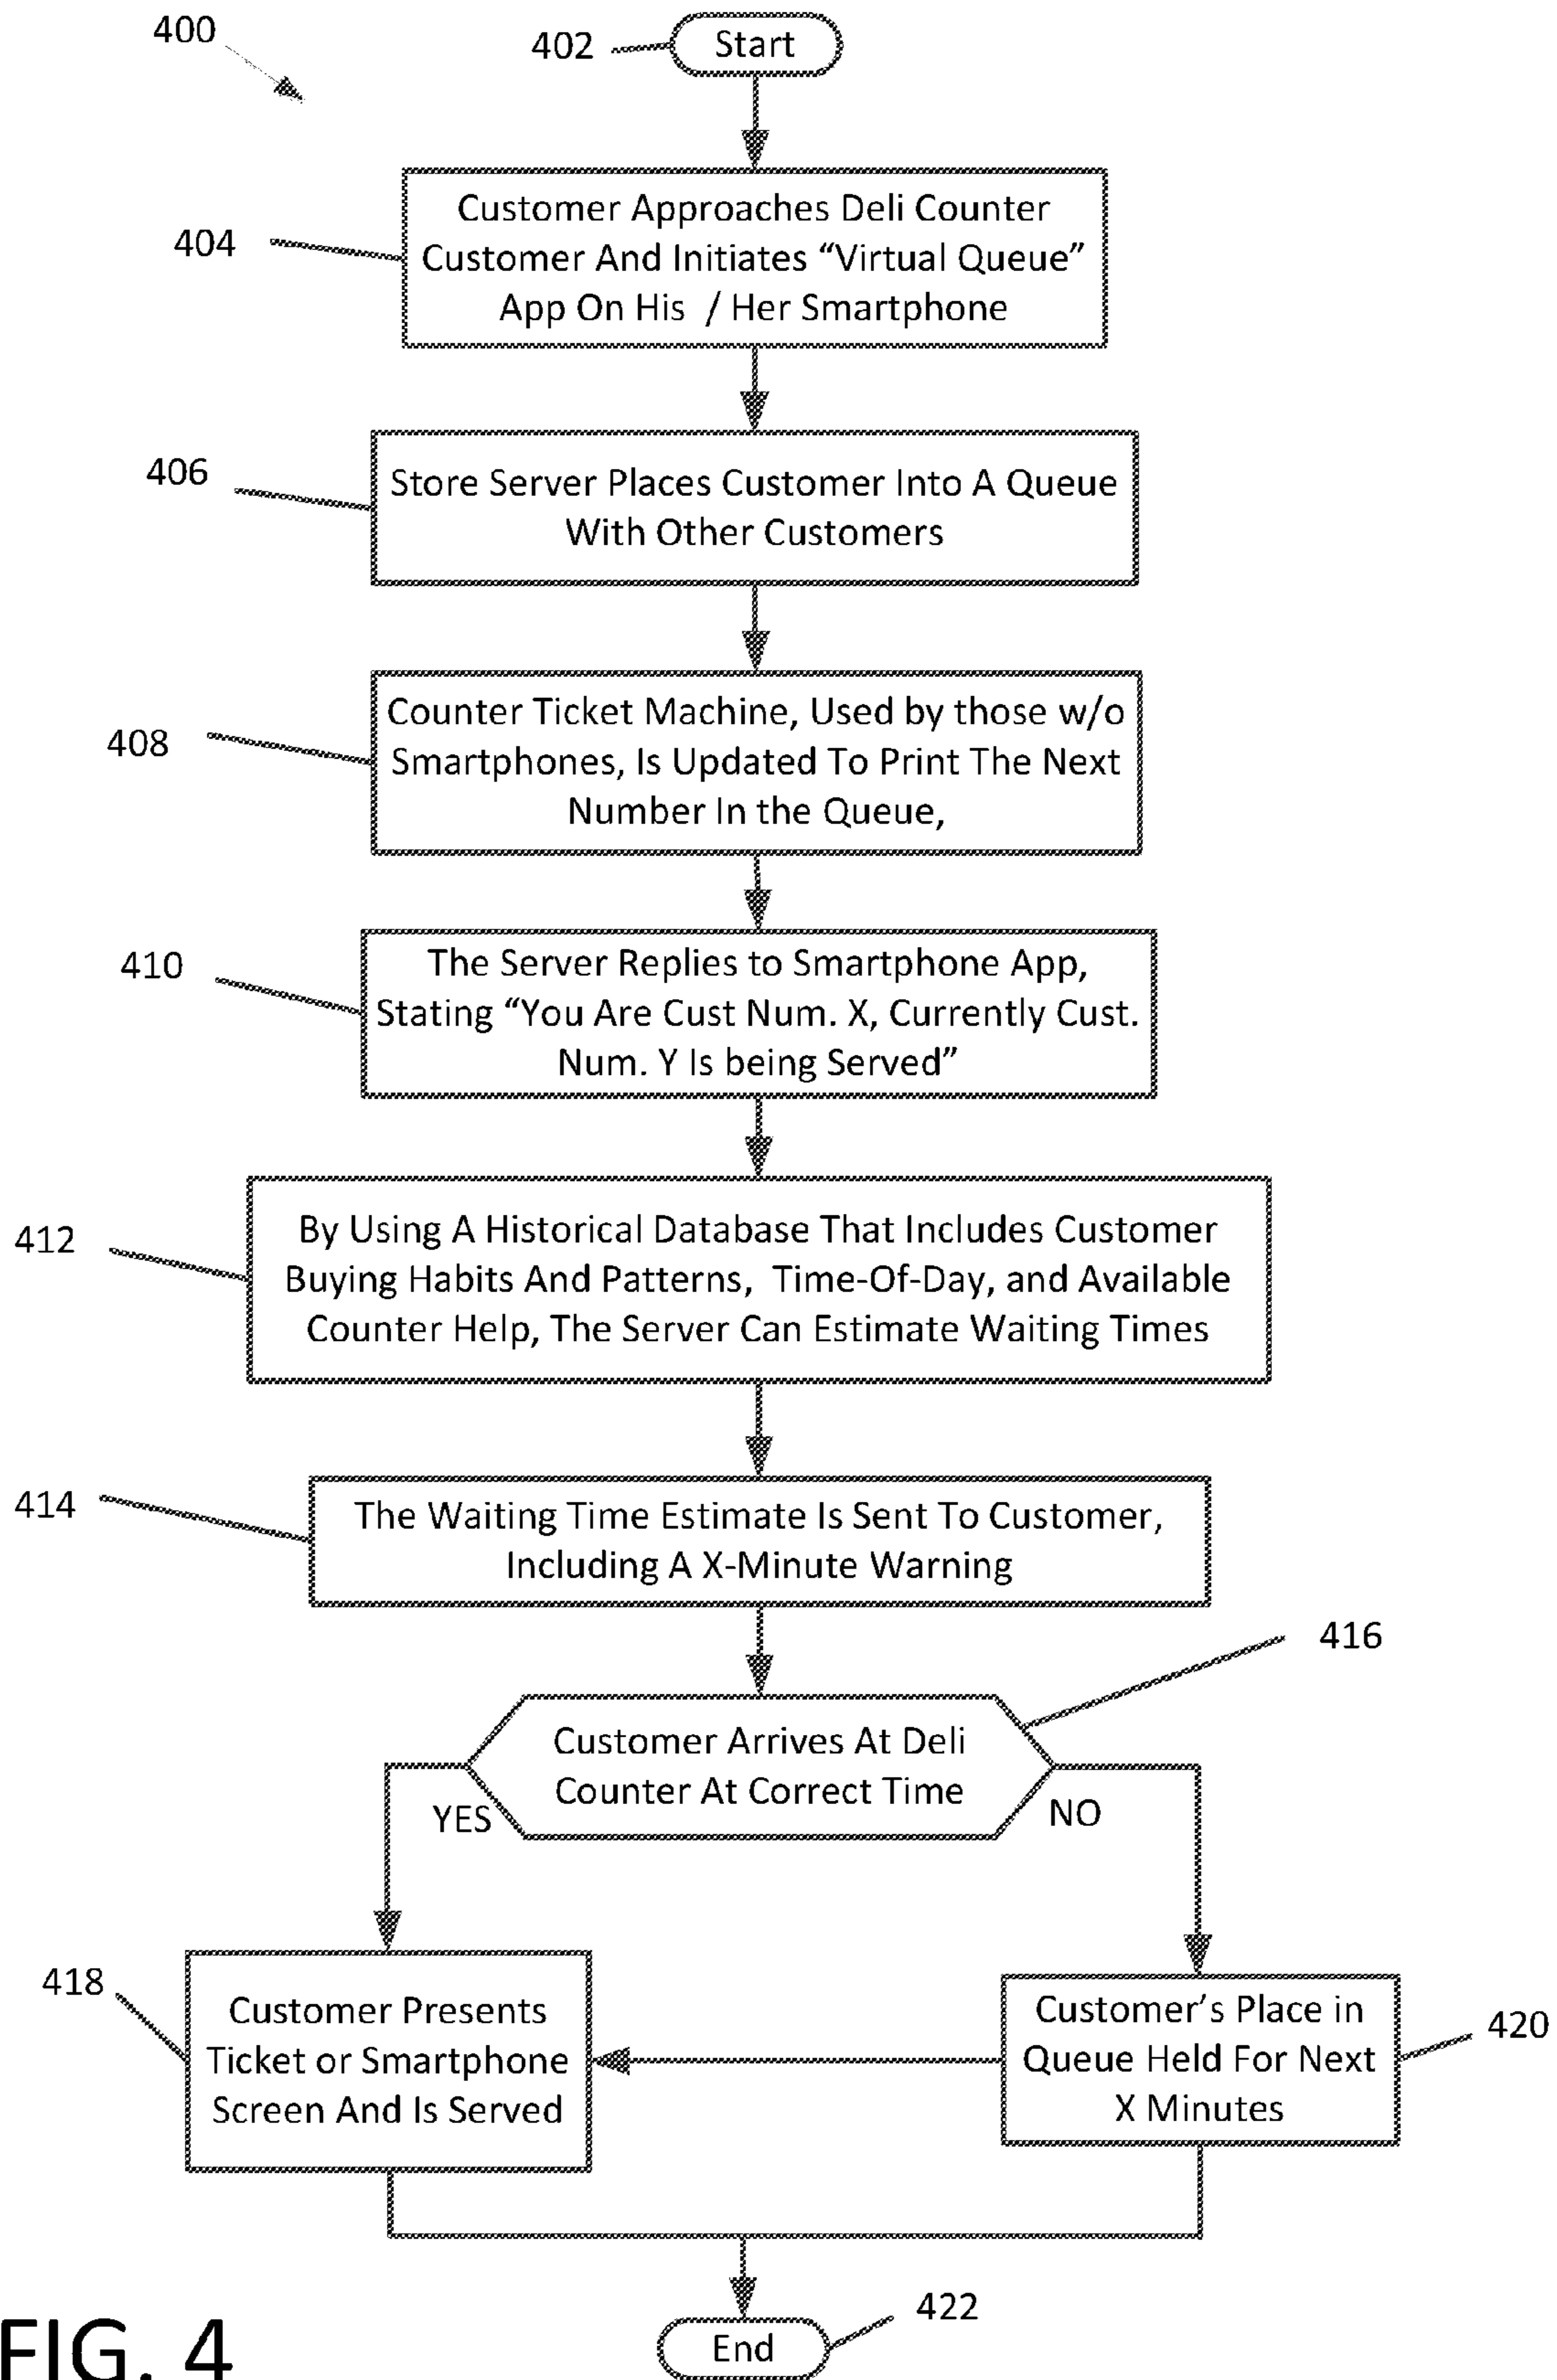 400
402
Start
404
Customer Approaches Deli Counter
Customer And Initiates “Virtual Queue”
App On His / Her Smartphone
406
Store Server Places Customer Into A Queue
With Other Customers
408
Counter Ticket Machine, Used by those w/o
Smartphones, Is Updated To Print The Next
Number In the Queue,
410
The Server Replies to Smartphone App,
Stating “You Are Cust Num. X, Currently Cust.
Num. Y Is being Served”
412
By Using A Historical Database That Includes Customer
Buying Habits And Patterns, Time-Of-Day, and Available
Counter Help, The Server Can Estimate Waiting Times
414
The Waiting Time Estimate Is Sent To Customer,
Including A X-Minute Warning
416
Customer Arrives At Deli
Counter At Correct Time
YES
NO
418
Customer Presents
Ticket or Smartphone
Screen And Is Served
Customer’s Place in
Queue Held For Next
X Minutes
420
422
End
FIG. 4